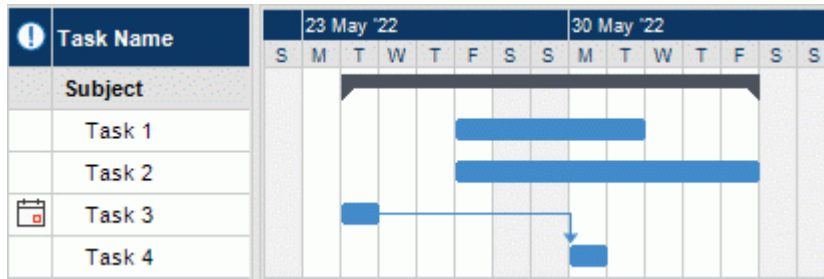 Task Name
23 May '22 30 May '22
S M T W T F S S M T W T F S S
Subject
Task 1
Task 2
Task 3
Task 4